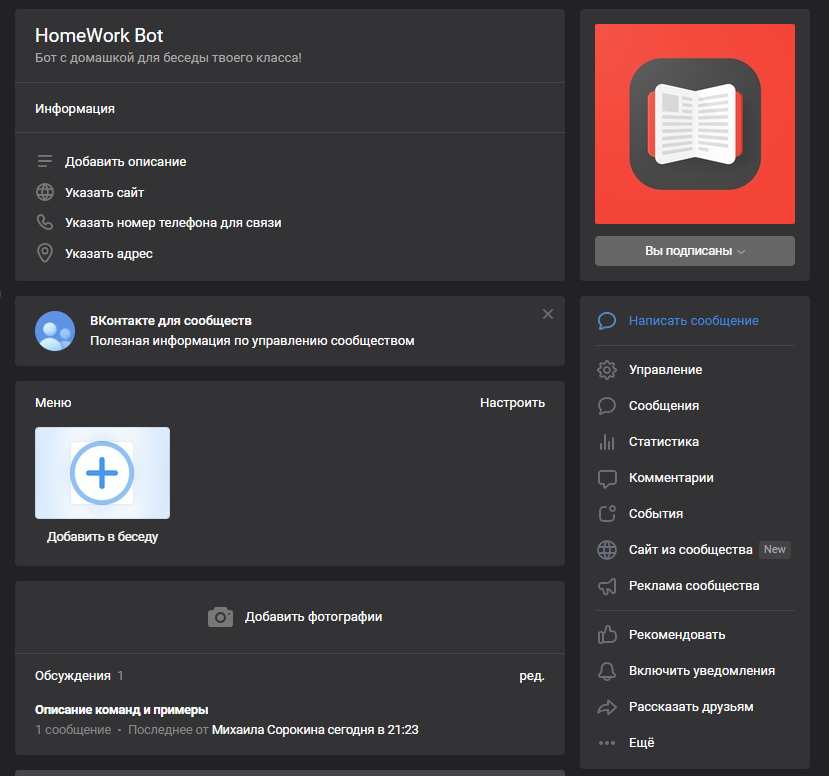 HomeWork Bot
Бот с домашкой для беседы твоего класса!
Информация
Добавить описание
Указать сайт
Указать номер телефона для связи
Указать адрес
ВКонтакте для сообществ
Полезная информация по управлению сообществом
Меню
Настроить
Добавить в беседу
Добавить фотографии
Обсуждения 1
ред.
Описание команд и примеры
1 сообщение · Последнее от Михаила Сорокина сегодня в 21:23
Вы подписаны
Написать сообщение
Управление
Сообщения
Статистика
Комментарии
События
Сайт из сообщества New
Реклама сообщества
Рекомендовать
Включить уведомления
Рассказать друзьям
Ещё